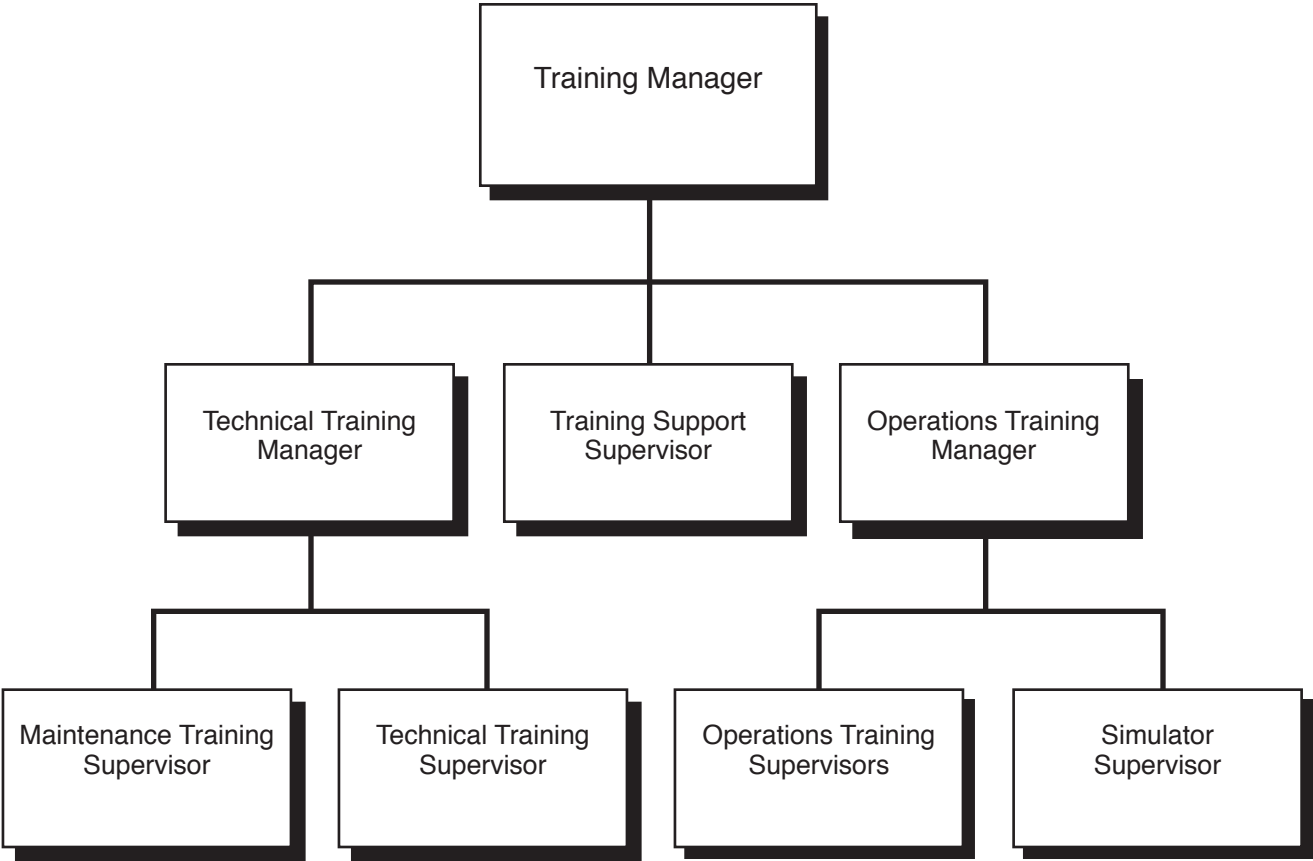 Training Manager
Technical Training
Manager
Training Support
Supervisor
Operations Training
Manager
Maintenance Training
Supervisor
Technical Training
Supervisor
Operations Training
Supervisors
Simulator
Supervisor